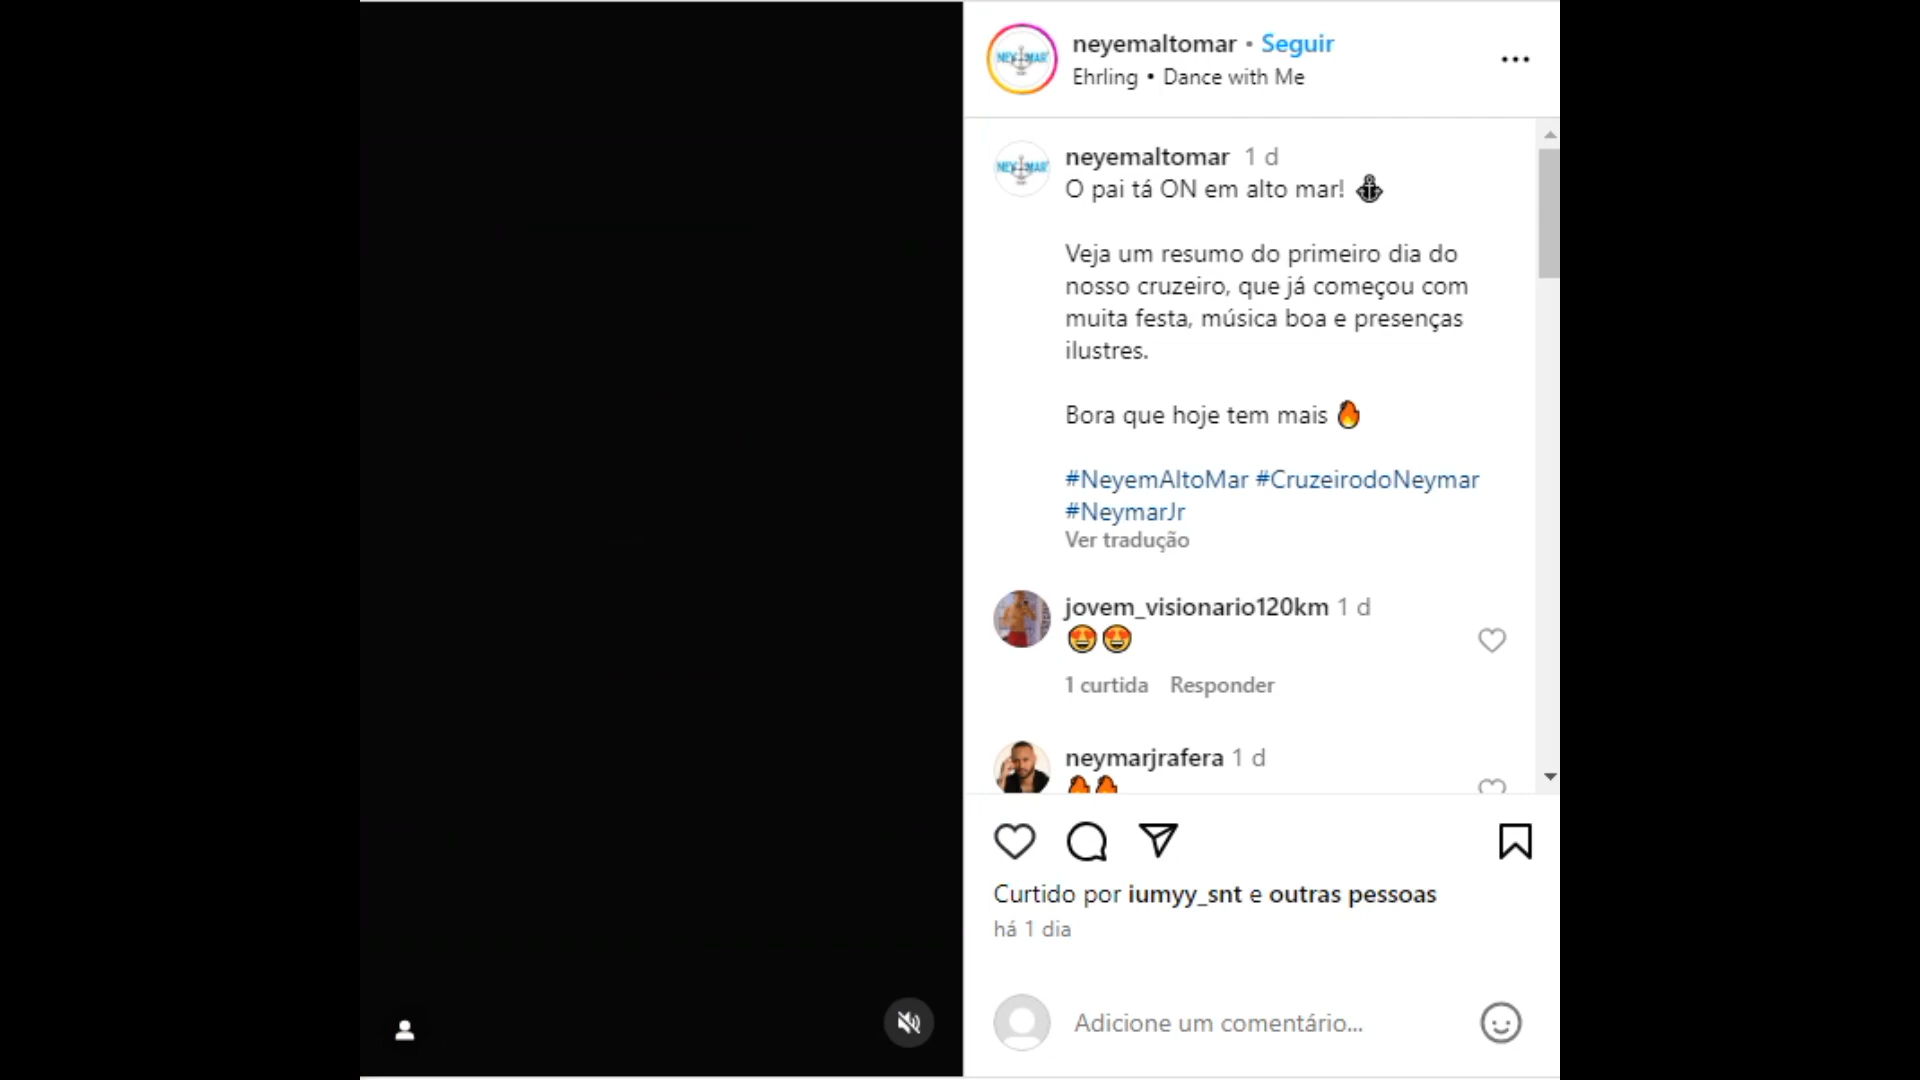 neyemaltomar • Seguir
Ehrling • Dance with Me
neyemaltomar 1 d
O pai tá ON em alto mar!
Veja um resumo do primeiro dia do
nosso cruzeiro, que já começou com
muita festa, música boa e presenças
ilustres.
Bora que hoje tem mais 🔥
#NeyemAltoMar #CruzeirodoNeymar
#NeymarJr
Ver tradução
jovem_visionario120km 1 d
😍😍
1 curtida Responder
neymarjrafera 1 d
🔥🔥
Curtido por iumyy_snt e outras pessoas
há 1 dia
Adicione um comentário...